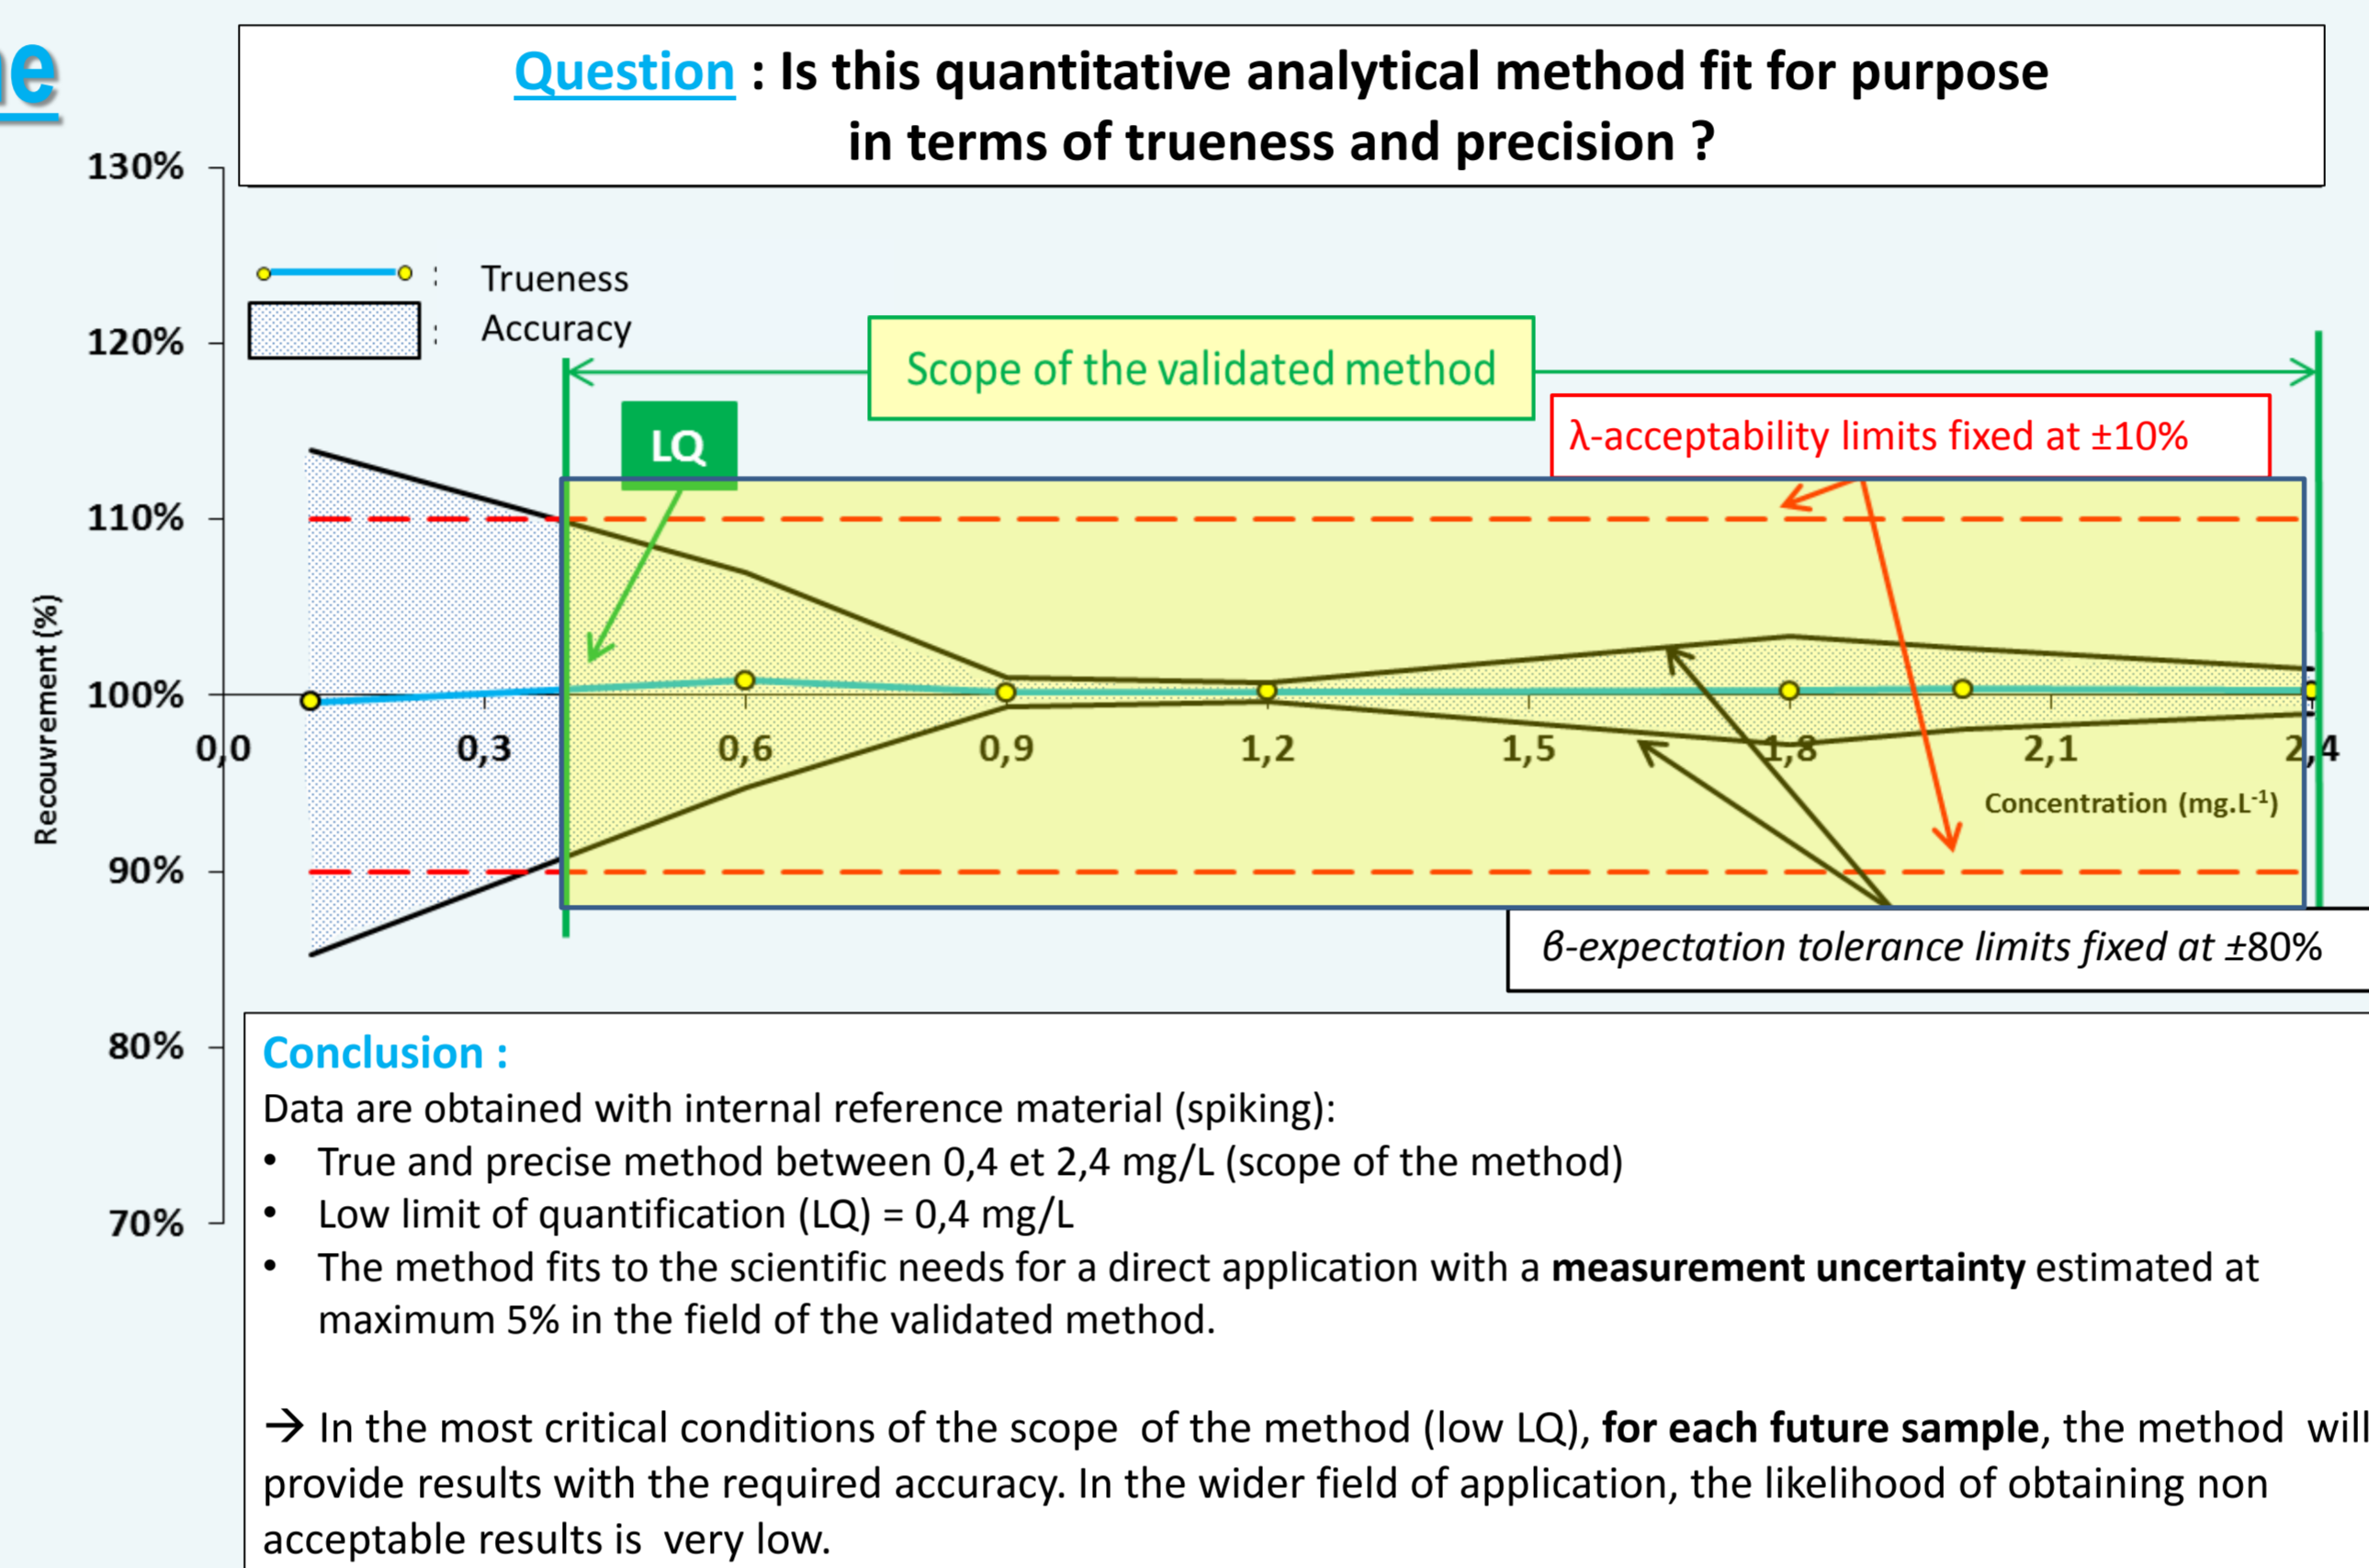 ne
Question : Is this quantitative analytical method fit for purpose
in terms of trueness and precision ?
130%
120%
110%
100%
90%
80%
70%
Recouvrement (%)
: Trueness
: Accuracy
Scope of the validated method
LQ
λ-acceptability limits fixed at ±10%
0,0 0,3 0,6 0,9 1,2 1,5 1,8 2,1 2,4
Concentration (mg.L-1)
β-expectation tolerance limits fixed at ±80%
Conclusion :
Data are obtained with internal reference material (spiking):
• True and precise method between 0,4 et 2,4 mg/L (scope of the method)
• Low limit of quantification (LQ) = 0,4 mg/L
• The method fits to the scientific needs for a direct application with a measurement uncertainty estimated at
maximum 5% in the field of the validated method.
→ In the most critical conditions of the scope of the method (low LQ), for each future sample, the method will
provide results with the required accuracy. In the wider field of application, the likelihood of obtaining non
acceptable results is very low.